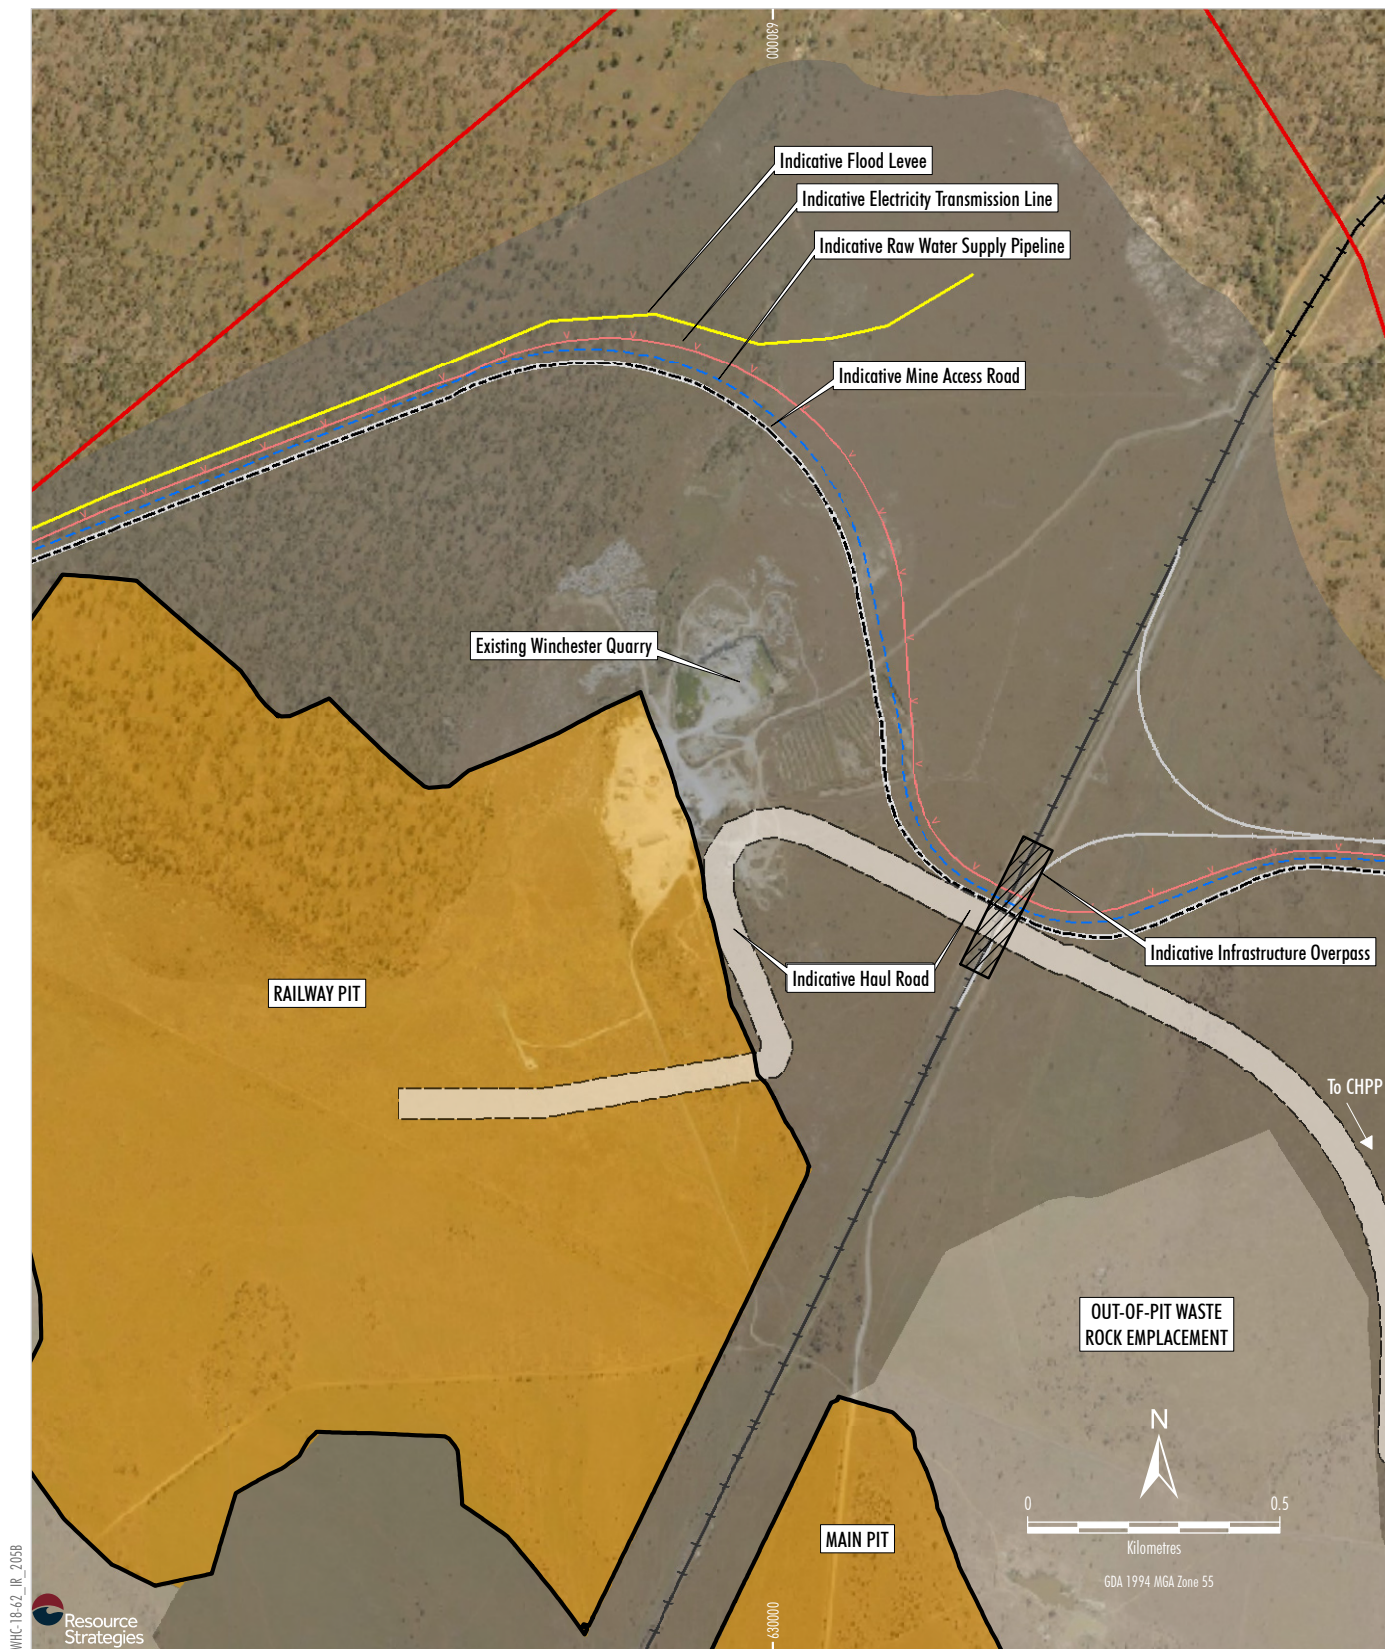 630000
Indicative Flood Levee
Indicative Electricity Transmission Line
Indicative Raw Water Supply Pipeline
Indicative Mine Access Road
Existing Winchester Quarry
Indicative Infrastructure Overpass
Indicative Haul Road
RAILWAY PIT
To CHPP
OUT-OF-PIT WASTE
ROCK EMPLACEMENT
N
0
0.5
Kilometres
GDA 1994 MGA Zone 55
MAIN PIT
630000
WHC-18-62_IR_205B
Resource
Strategies